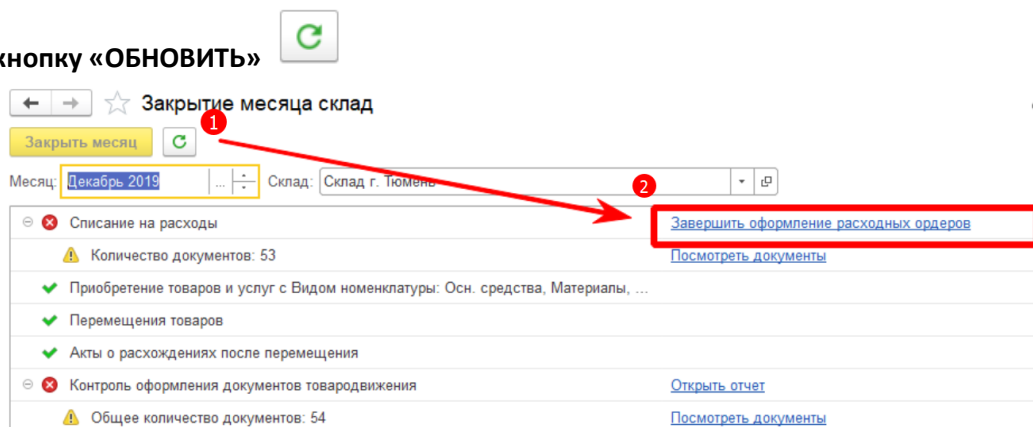 кнопку «ОБНОВИТЬ»
Закрытие месяца склад
1
Закрыть месяц
Месяц: Декабрь 2019 ... Склад: Склад г. Тюмень
2
Списание на расходы Завершить оформление расходных ордеров
Количество документов: 53 Посмотреть документы
Приобретение товаров и услуг с Видом номенклатуры: Осн. средства, Материалы, ...
Перемещения товаров
Акты о расхождениях после перемещения
Контроль оформления документов товародвижения Открыть отчет
Общее количество документов: 54 Посмотреть документы